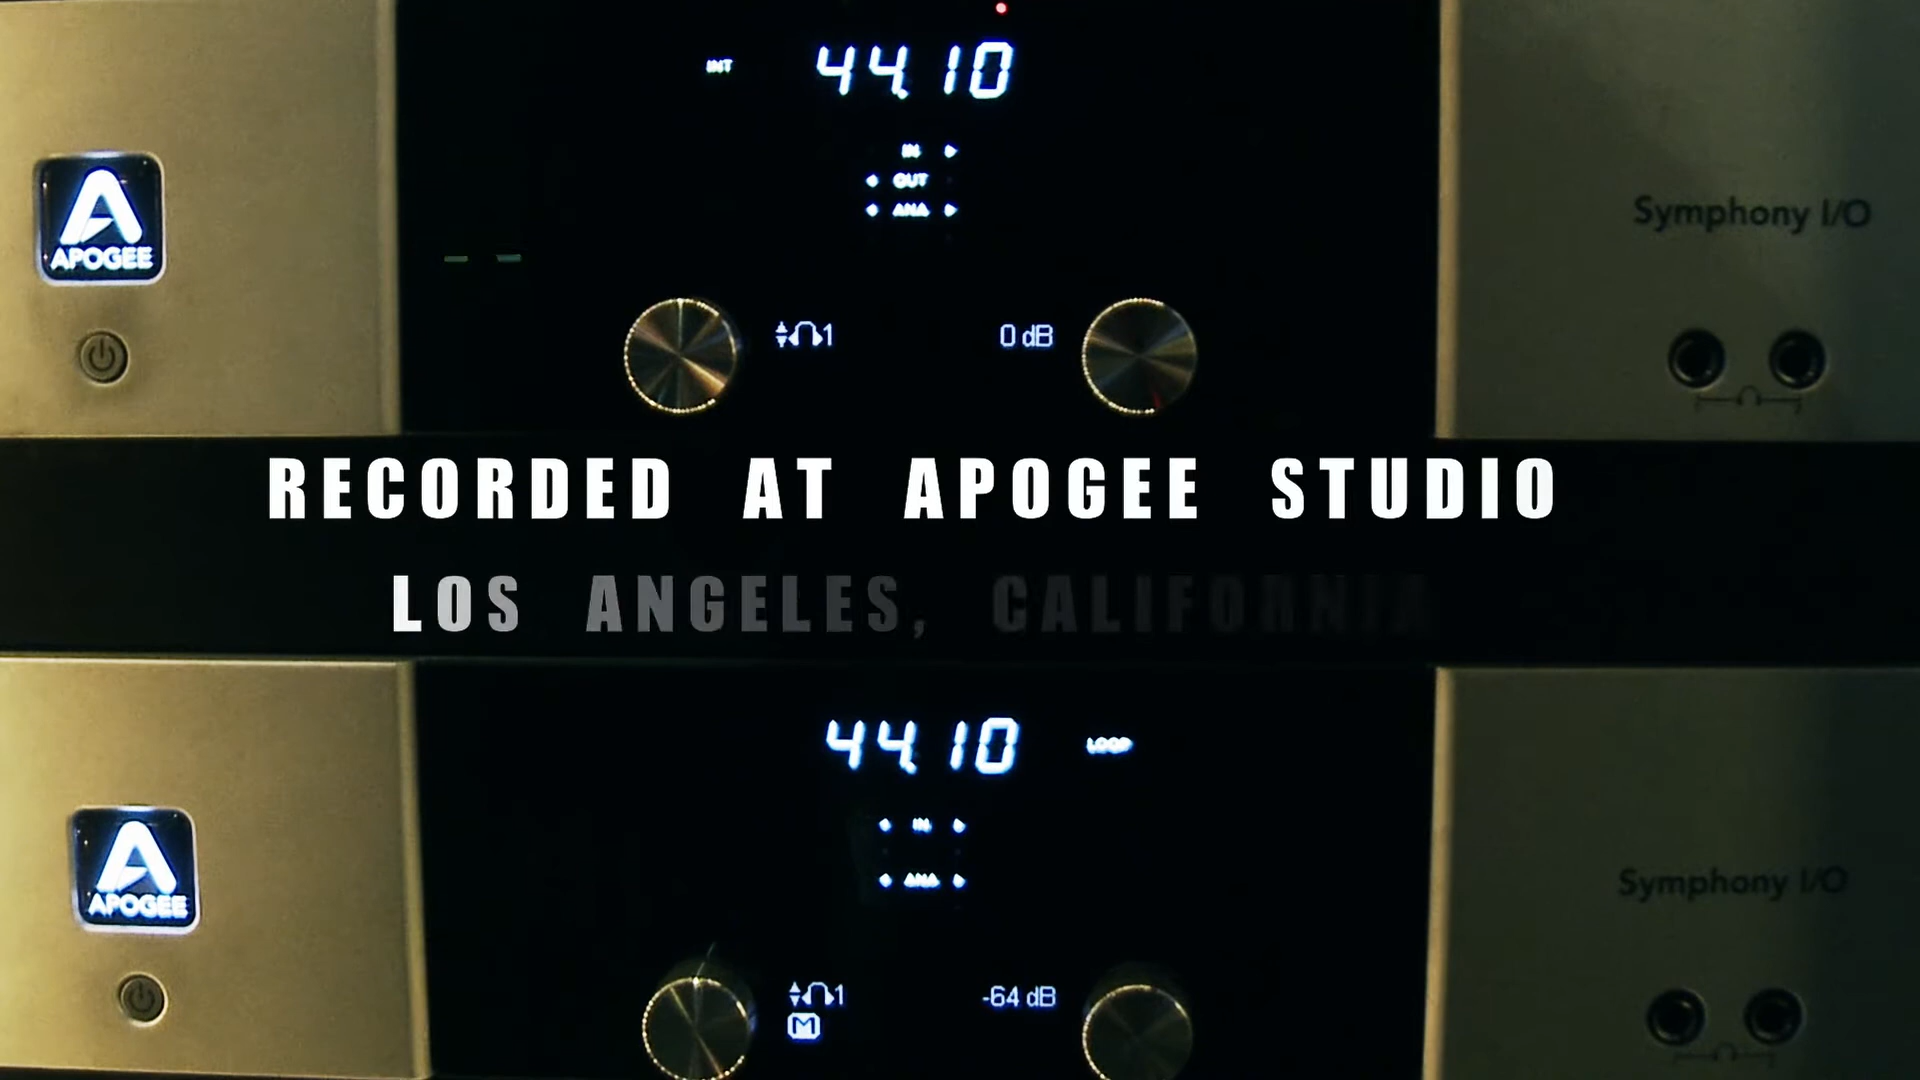 INT 44.10
IN
OUT
ANA
APOGEE
Symphony I/O
1
0 dB
RECORDED AT APOGEE STUDIO
LOS ANGELES, CALIFORNIA
44.10 LOOP
IN
ANA
APOGEE
Symphony I/O
1
-64 dB
M